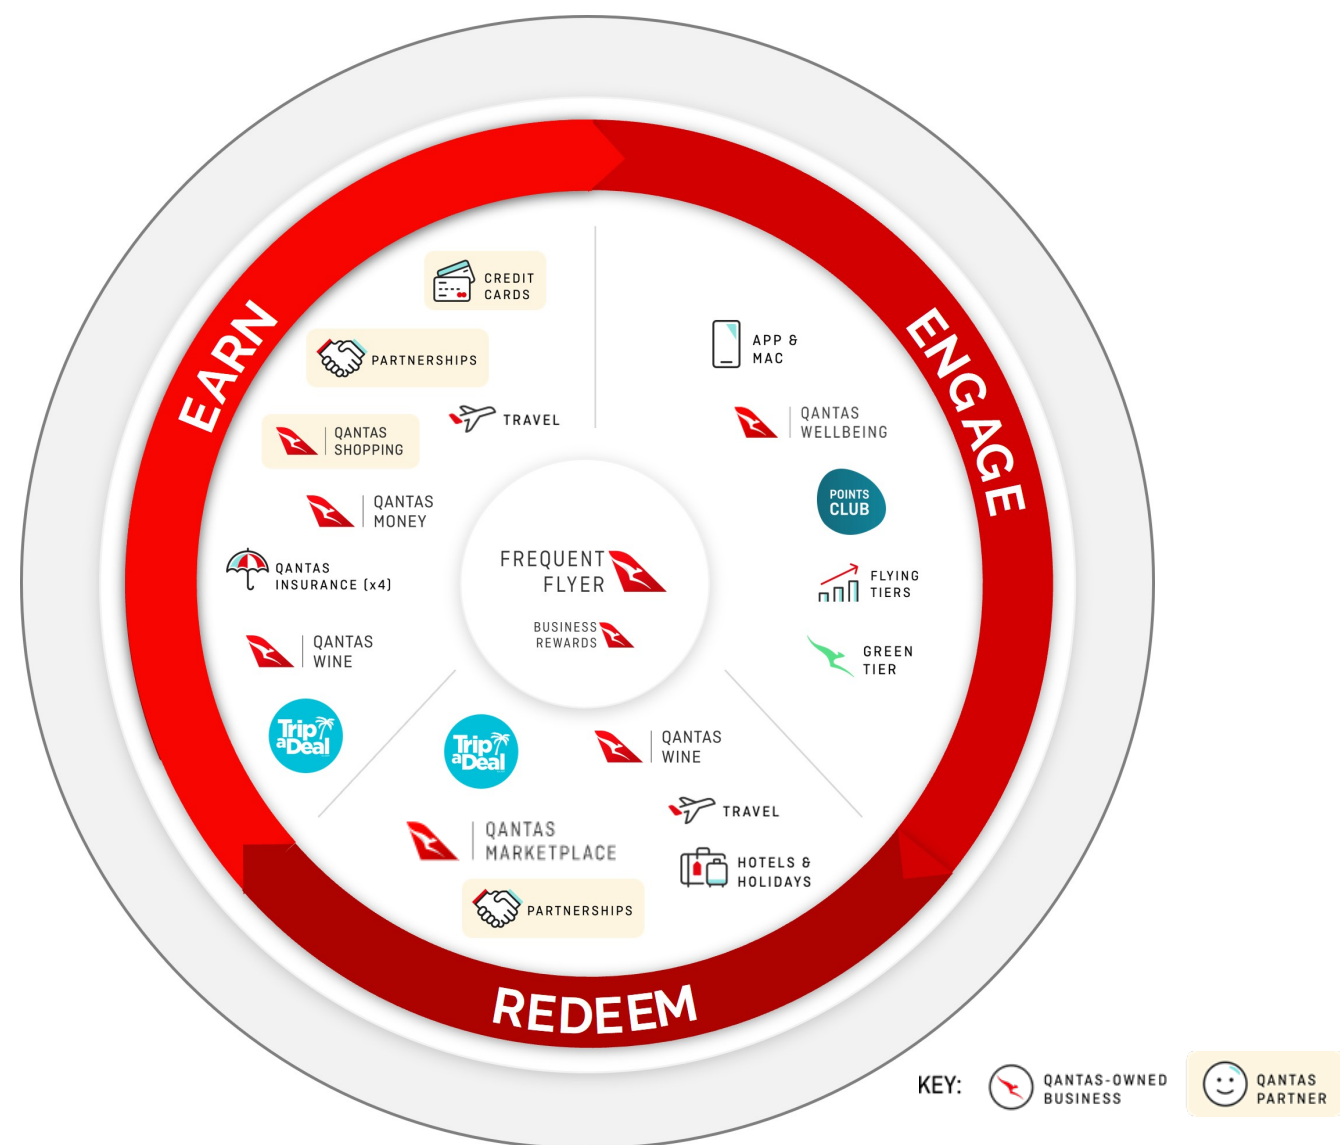 EARN
CREDIT
CARDS
PARTNERSHIPS
TRAVEL
QANTAS
SHOPPING
QANTAS
MONEY
QANTAS
INSURANCE (x4)
QANTAS
WINE
Trip
aDeal
ENGAGE
APP &
MAC
QANTAS
WELLBEING
POINTS
CLUB
FLYING
TIERS
GREEN
TIER
FREQUENT
FLYER
BUSINESS
REWARDS
Trip
aDeal
QANTAS
WINE
TRAVEL
QANTAS
MARKETPLACE
HOTELS &
HOLIDAYS
PARTNERSHIPS
REDEEM
KEY:
QANTAS-OWNED
BUSINESS
QANTAS
PARTNER